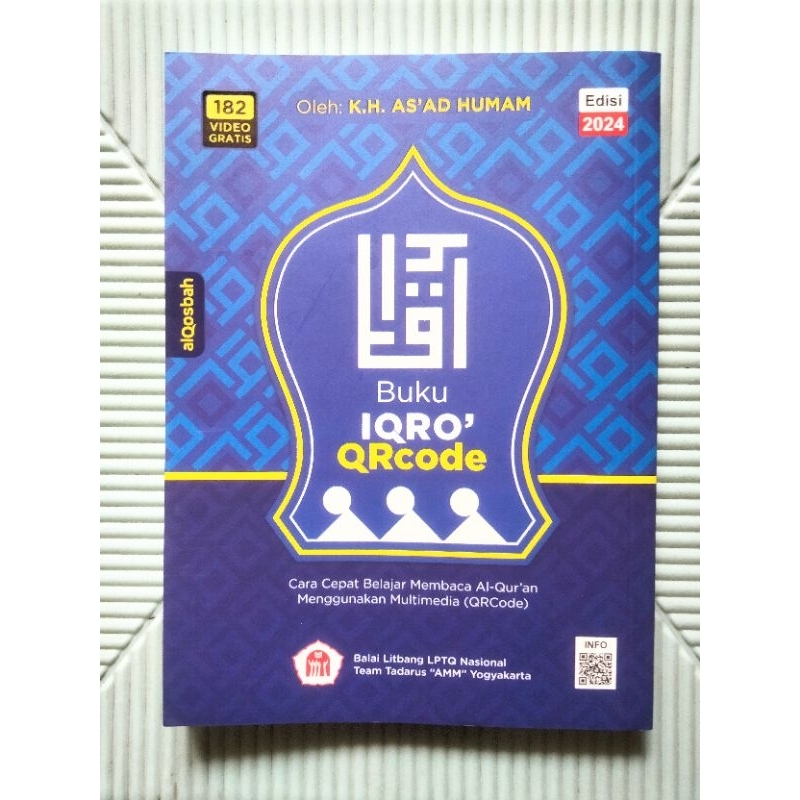 182
VIDEO
GRATIS
Oleh: K.H. AS'AD HUMAM
Edisi
2024
alQosbah
Buku
IQRO'
QRcode
Cara Cepat Belajar Membaca Al-Qur'an
Menggunakan Multimedia (QRCode)
Balai Litbang LPTQ Nasional
Team Tadarus "AMM" Yogyakarta
INFO